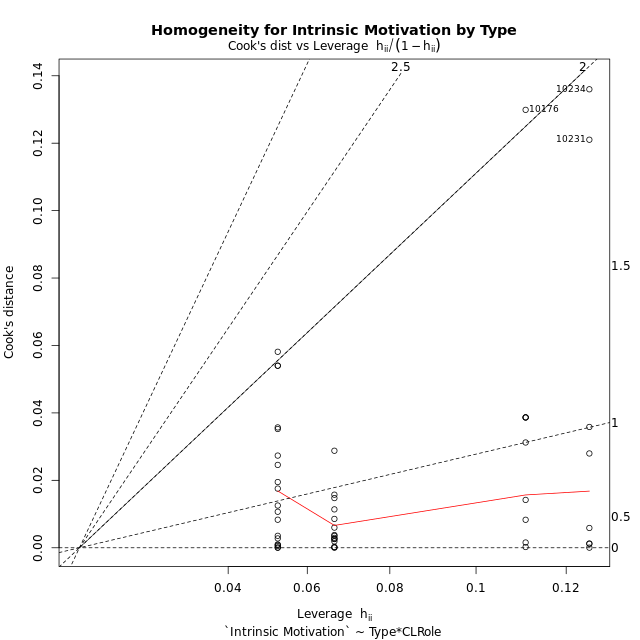 Homogeneity for Intrinsic Motivation by Type
Cook's dist vs Leverage hii/(1 − hii)
2.5
2
0.14
10234
10176
0.12
10231
0.10
1.5
0.08
Cook's distance
0.06
0.04
1
0.02
0.5
0.00
0
0.04 0.06 0.08 0.1 0.12
Leverage hii
`Intrinsic Motivation` ~ Type*CLRole